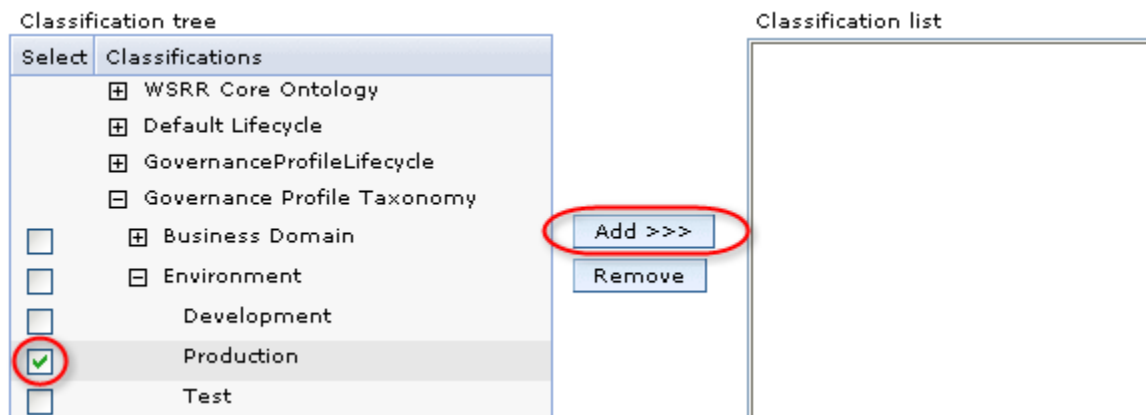 Classification tree
Classification list
Select Classifications
WSRR Core Ontology
Default Lifecycle
GovernanceProfileLifecycle
Governance Profile Taxonomy
Business Domain
Add >>>
Environment
Remove
Development
Production
Test